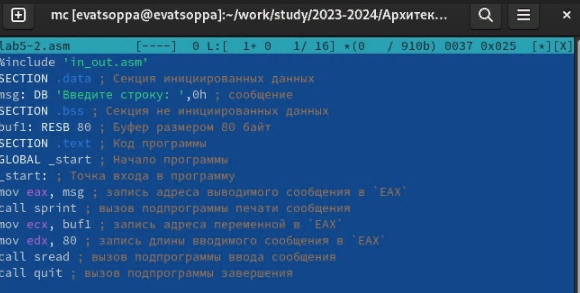 mc [evatsoppa@evatsoppa]:~/work/study/2023-2024/Архитек...
lab5-2.asm [----] 0 L:[ 1+ 0 1/ 16] *(0 / 910b) 0037 0x025 [*][X]
%include 'in_out.asm'
SECTION .data ; Секция инициированных данных
msg: DB 'Введите строку: ',0h ; сообщение
SECTION .bss ; Секция не инициированных данных
buf1: RESB 80 ; Буфер размером 80 байт
SECTION .text ; Код программы
GLOBAL _start ; Начало программы
_start: ; Точка входа в программу
mov eax, msg ; запись адреса выводимого сообщения в `EAX`
call sprint ; вызов подпрограммы печати сообщения
mov ecx, buf1 ; запись адреса переменной в `EAX`
mov edx, 80 ; запись длины вводимого сообщения в `EAX`
call sread ; вызов подпрограммы ввода сообщения
call quit ; вызов подпрограммы завершения